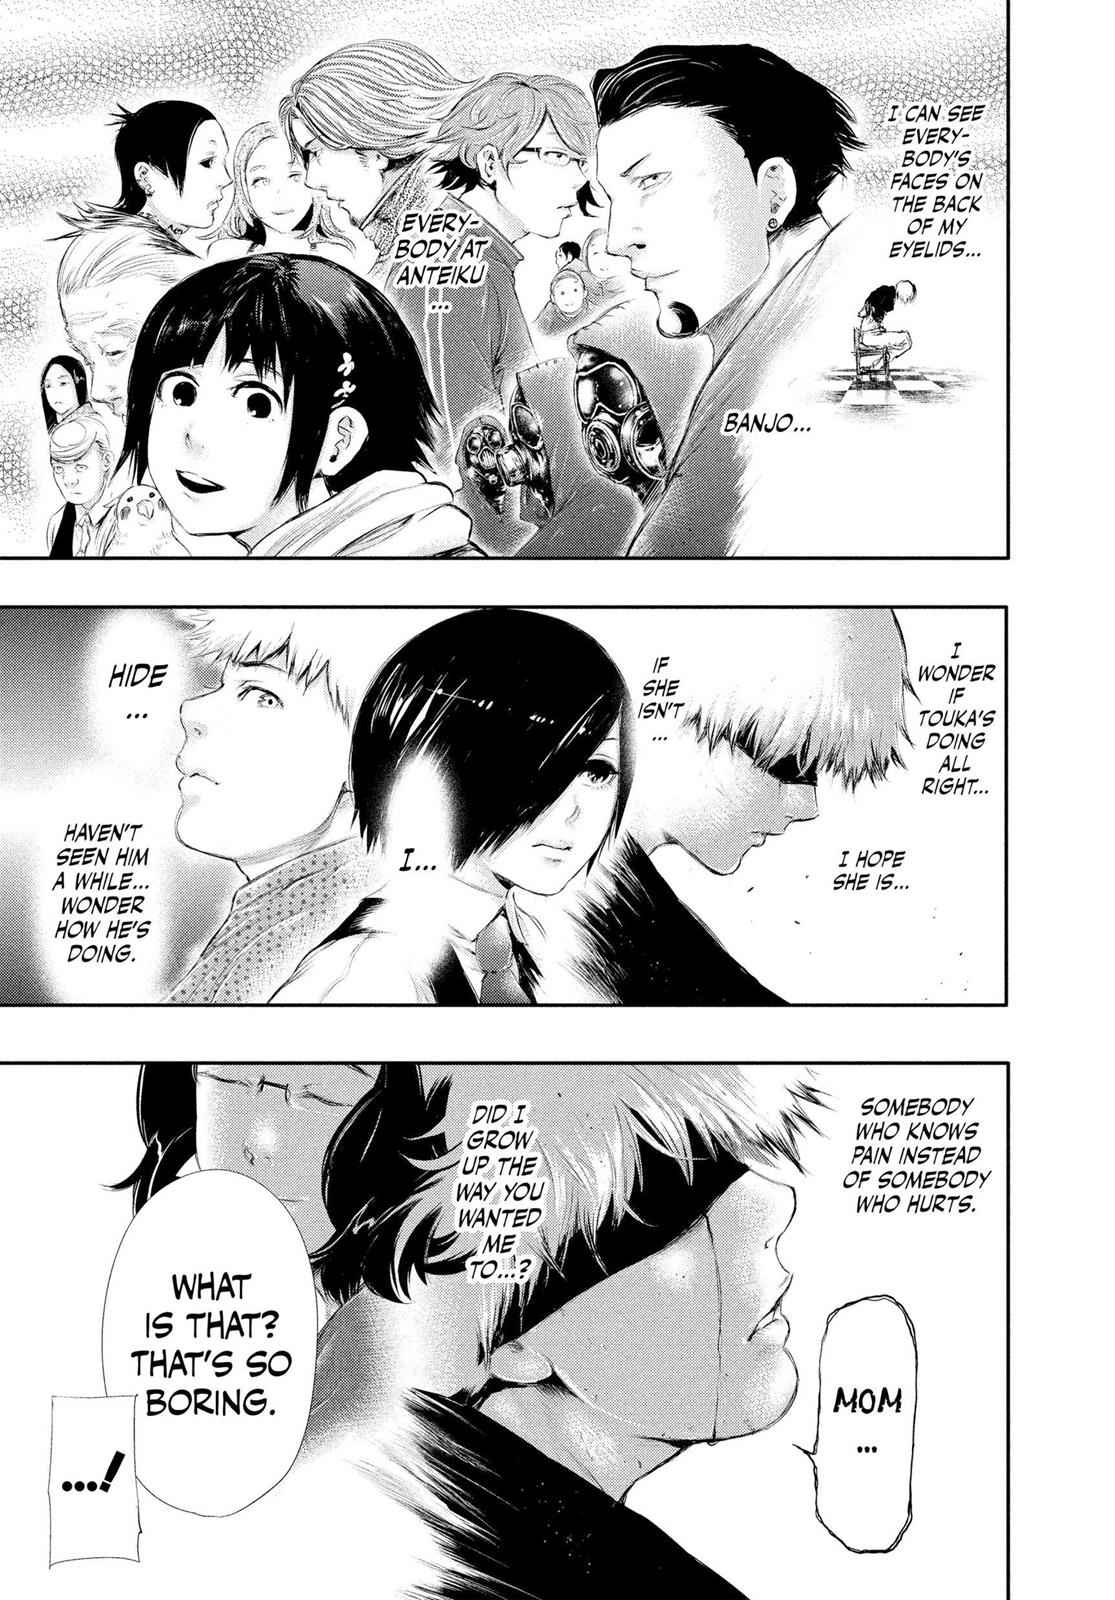 I CAN SEE
EVERY-
BODY'S
FACES ON
THE BACK
OF MY
EYELIDS...
BANJO...
EVERY-
BODY AT
ANTEIKU
...
I
WONDER
IF
TOUKA'S
DOING
ALL
RIGHT...
I HOPE
SHE IS...
IF
SHE
ISN'T
...
I...
HIDE
...
HAVEN'T
SEEN HIM
A WHILE...
WONDER
HOW HE'S
DOING.
SOMEBODY
WHO KNOWS
PAIN INSTEAD
OF SOMEBODY
WHO HURTS.
MOM
...
DID I
GROW
UP THE
WAY YOU
WANTED
ME
TO...?
WHAT
IS THAT?
THAT'S SO
BORING.
...!